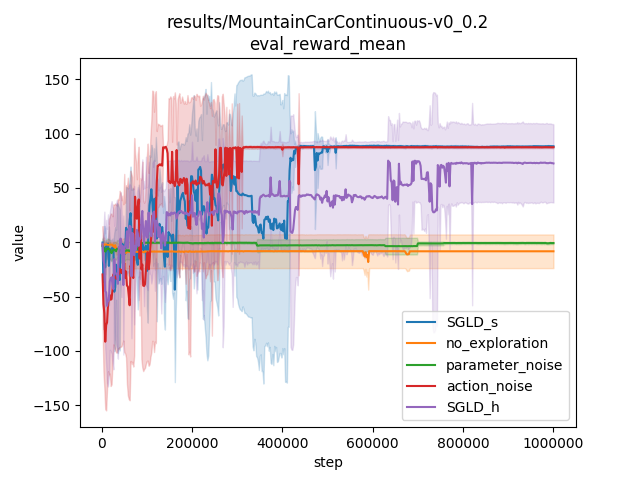 results/MountainCarContinuous-v0_0.2
eval_reward_mean
value
150
100
50
0
−50
−100
−150
0
200000
400000
600000
800000
1000000
step
SGLD_s
no_exploration
parameter_noise
action_noise
SGLD_h